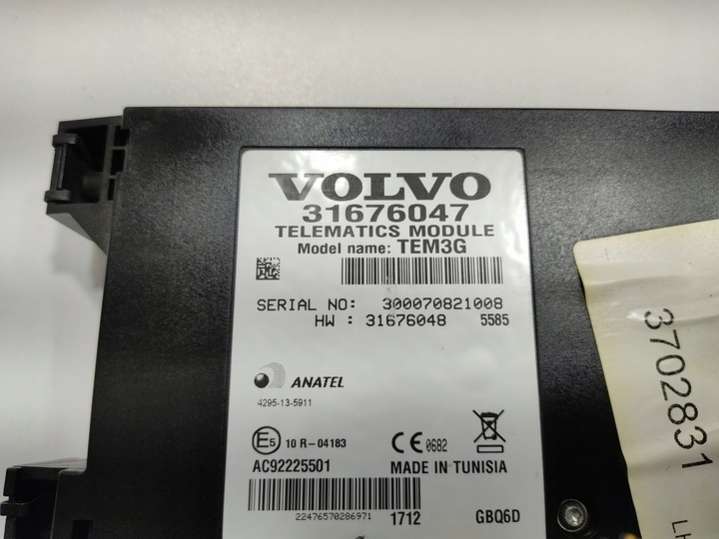 VOLVO
31676047
TELEMATICS MODULE
Model name: TEM3G
SERIAL NO: 300070821008
HW : 31676048 5585
ANATEL
4295-13-5911
E5 10 R-04183 CE 0682
AC92225501 MADE IN TUNISIA
22476570286971 1712 GBQ6D
3702831
LH